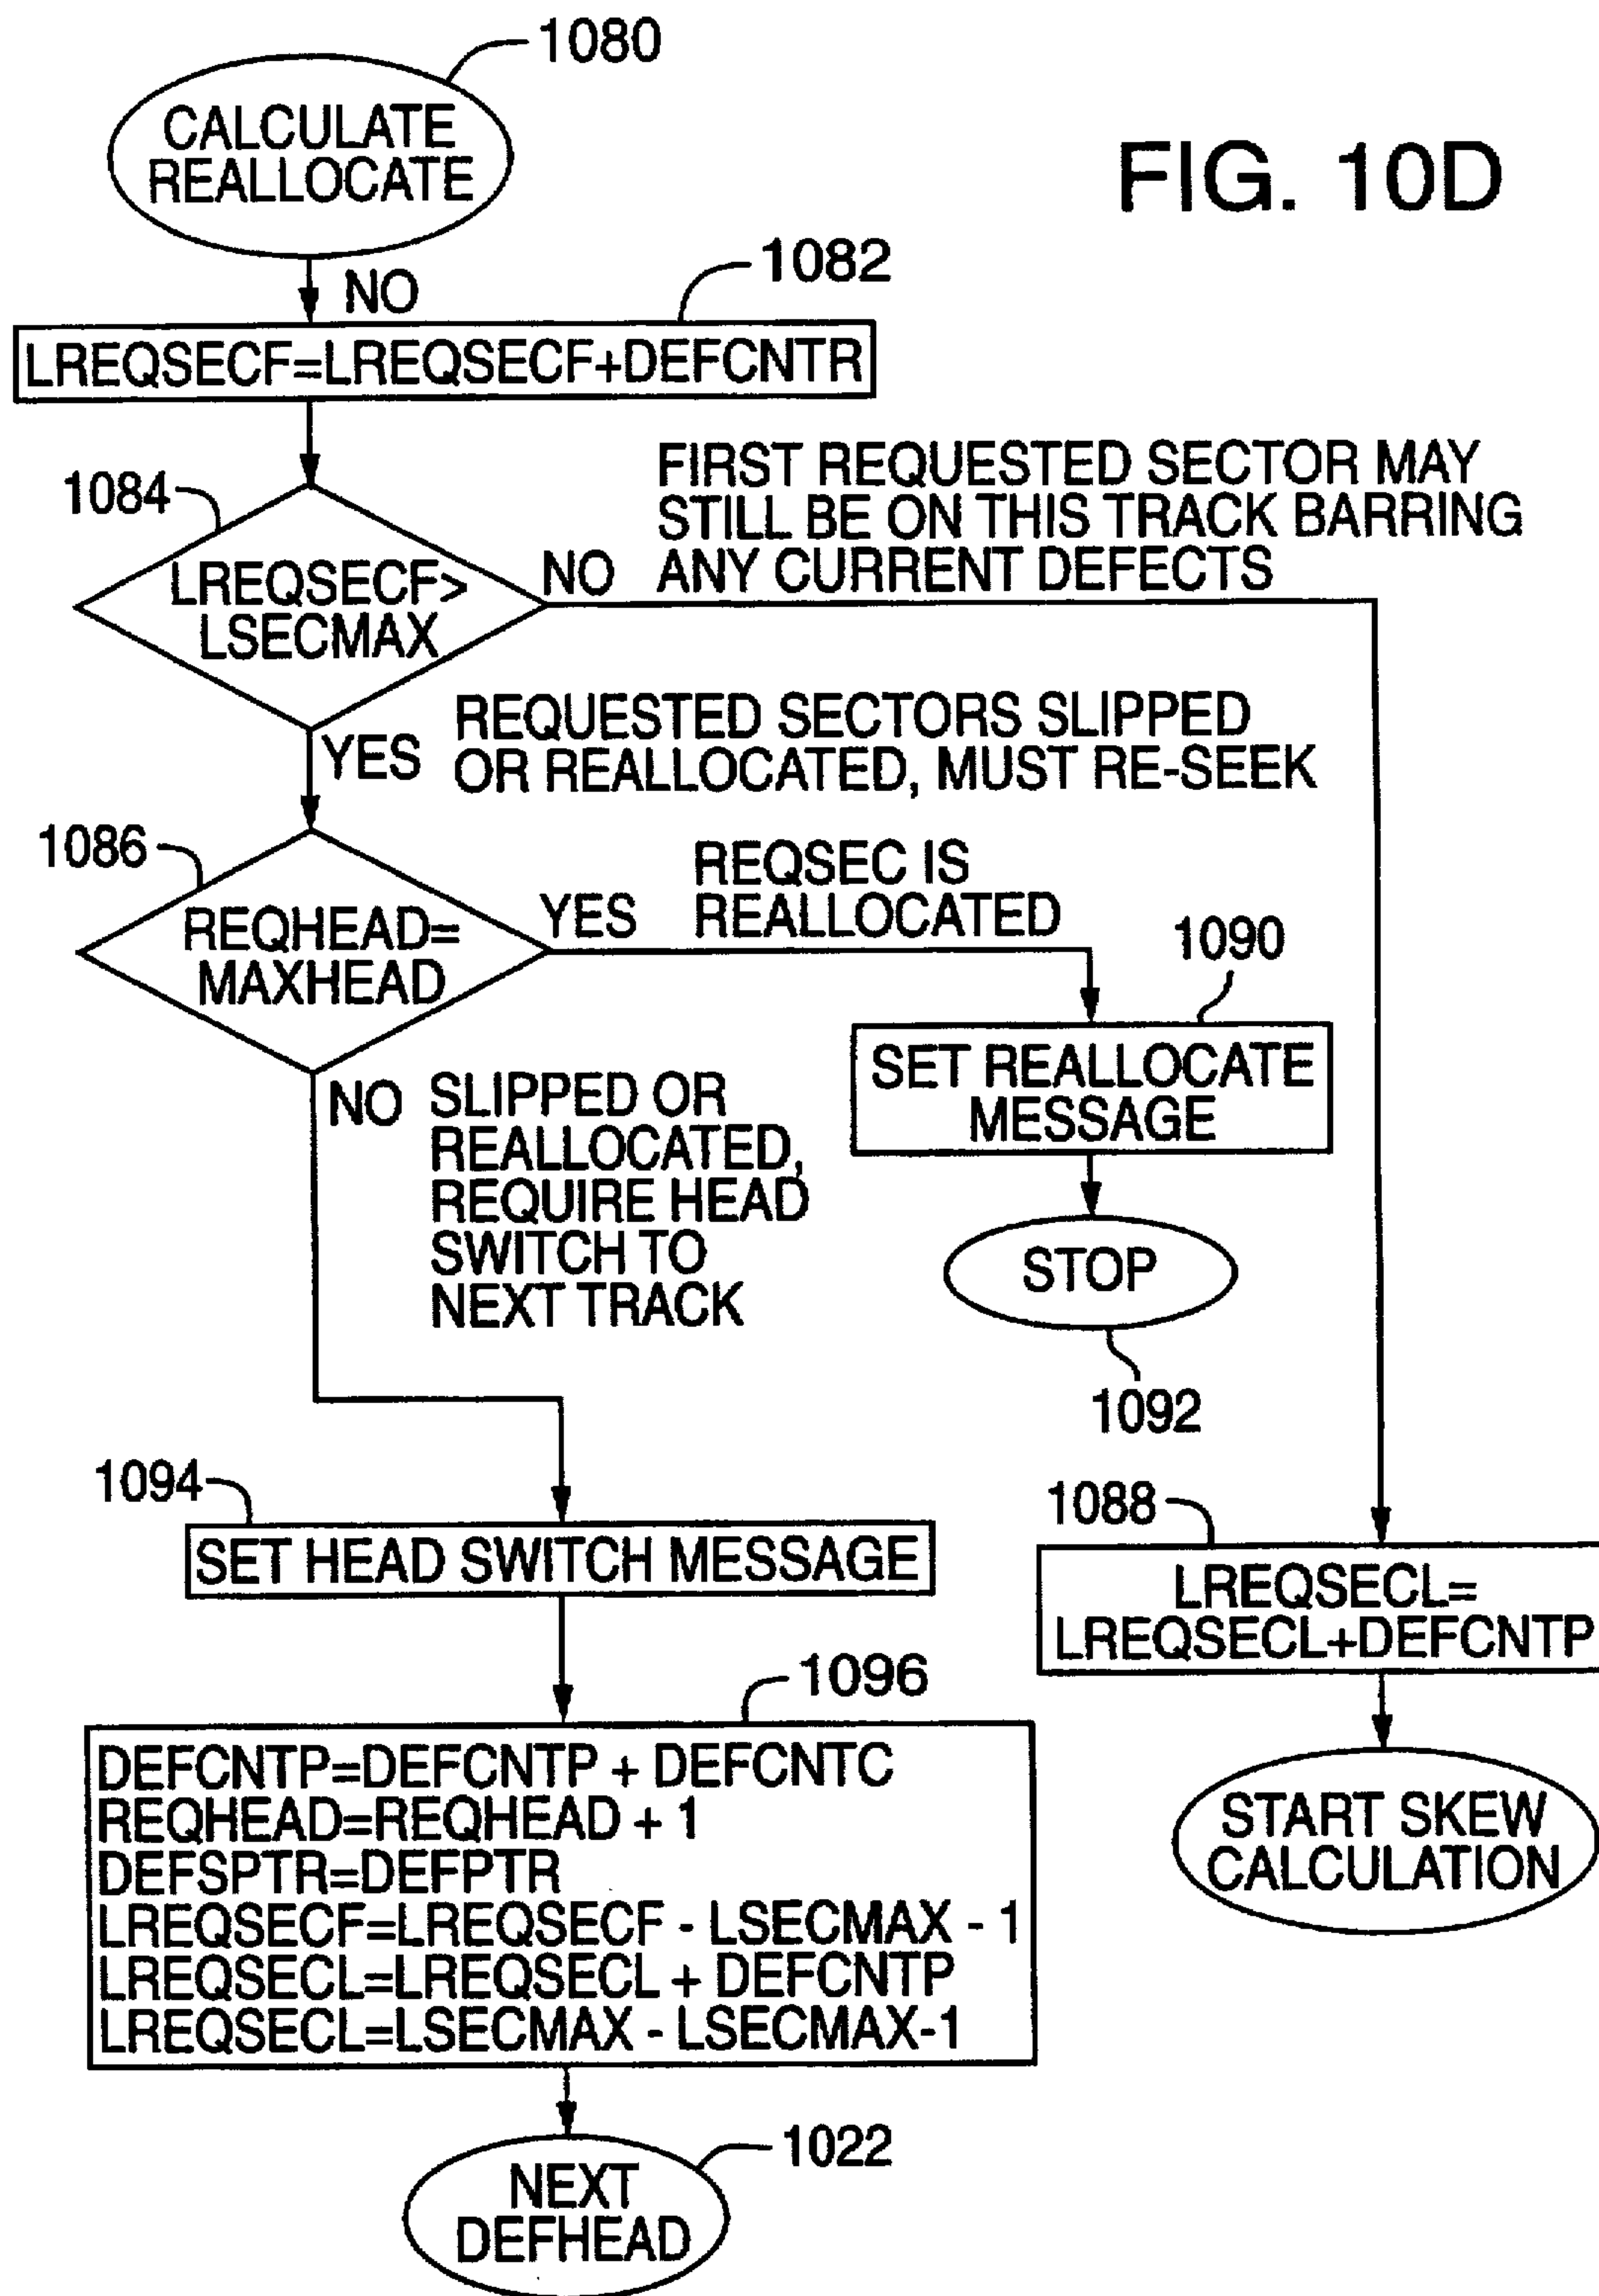 1080
CALCULATE
REALLOCATE
FIG. 10D
NO
1082
LREQSECF=LREQSECF+DEFCNTR
1084
LREQSECF>
LSECMAX
NO
FIRST REQUESTED SECTOR MAY
STILL BE ON THIS TRACK BARRING
ANY CURRENT DEFECTS
YES
REQUESTED SECTORS SLIPPED
OR REALLOCATED, MUST RE-SEEK
1086
REQHEAD=
MAXHEAD
YES
REQSEC IS
REALLOCATED
1090
SET REALLOCATE
MESSAGE
STOP
1092
NO
SLIPPED OR
REALLOCATED,
REQUIRE HEAD
SWITCH TO
NEXT TRACK
1094
SET HEAD SWITCH MESSAGE
1088
LREQSECL=
LREQSECL+DEFCNTP
START SKEW
CALCULATION
1096
DEFCNTP=DEFCNTP + DEFCNTC
REQHEAD=REQHEAD + 1
DEFSPTR=DEFPTR
LREQSECF=LREQSECF - LSECMAX - 1
LREQSECL=LREQSECL + DEFCNTP
LREQSECL=LSECMAX - LSECMAX-1
1022
NEXT
DEFHEAD